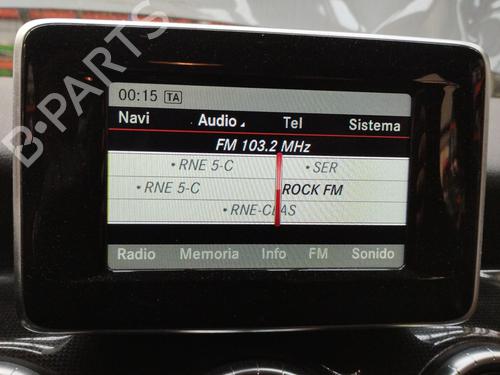 B-PARTS
00:15 TA
Navi Audio Tel Sistema
FM 103.2 MHz
• RNE 5-C • SER
• RNE 5-C ROCK FM
• RNE-CLAS
Radio Memoria Info FM Sonido